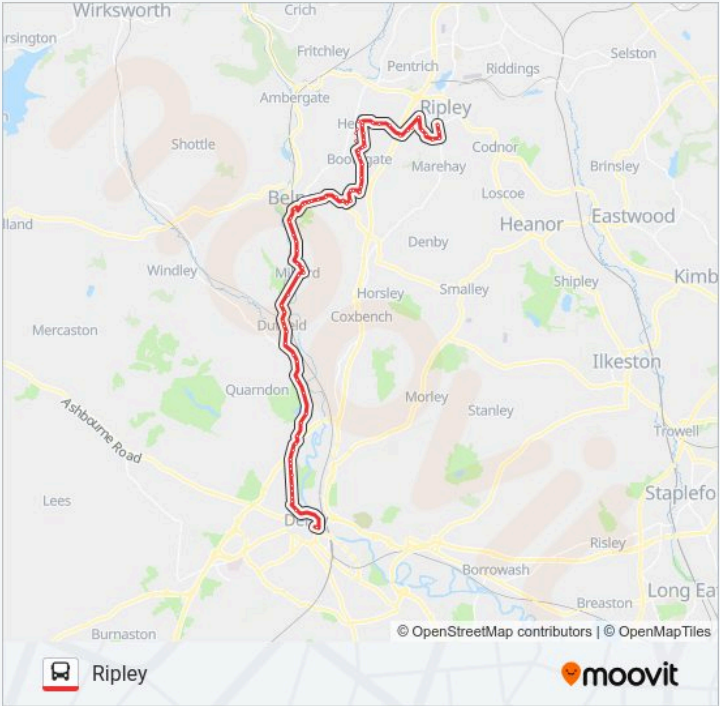 Wirksworth
Crich
rsington
Fritchley
Selston
Pentrich
Riddings
Ambergate
Ripley
Shottle
Codnor
Marehay
Brinsley
Loscoe
Eastwood
Heanor
lland
Denby
Windley
Kimb
Smalley
Shipley
Horsley
Coxbench
Mercaston
Ilkeston
Quarndon
Morley
Stanley
Ashbourne Road
Trowell
Staplefo
Lees
Risley
Borrowash
Long Ea
Breaston
Burnaston
© OpenStreetMap contributors | © OpenMapTiles
Ripley
moovit